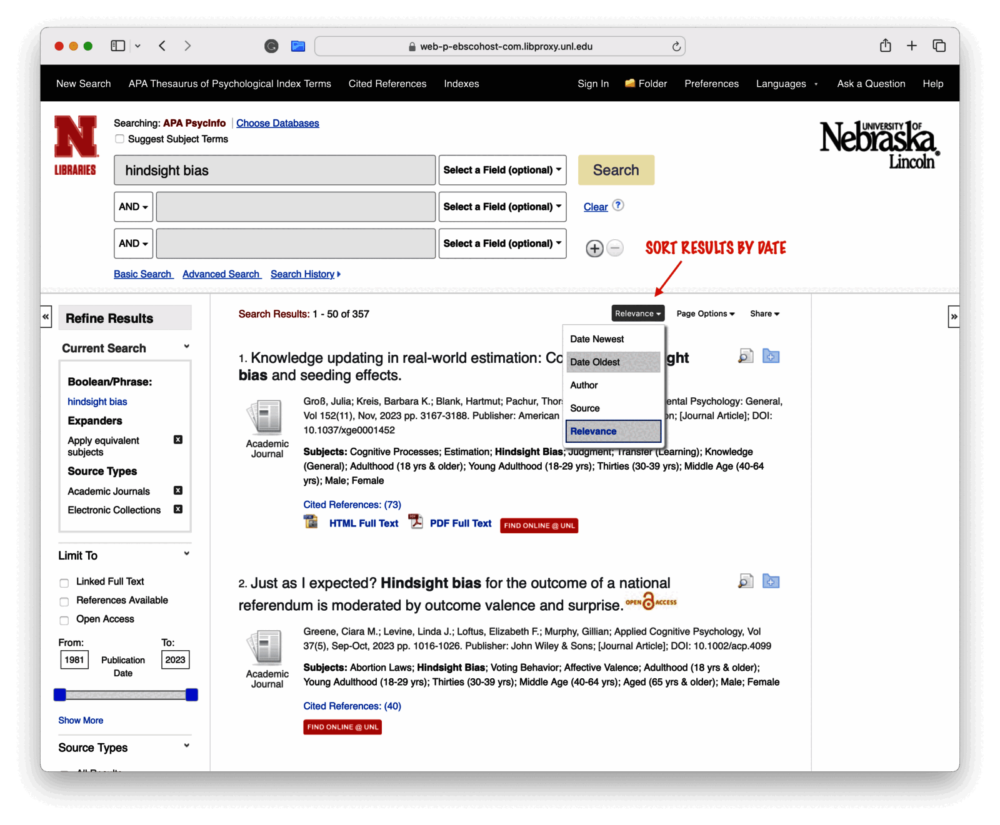 web-p-ebscohost-com.libproxy.unl.edu
New Search APA Thesaurus of Psychological Index Terms Cited References Indexes Sign In Folder Preferences Languages Ask a Question Help
N
LIBRARIES
Searching: APA PsycInfo Choose Databases
Suggest Subject Terms
UNIVERSITY OF
Nebraska
Lincoln®
hindsight bias Select a Field (optional) Search
AND Select a Field (optional) Clear ?
AND Select a Field (optional)
SORT RESULTS BY DATE
Basic Search Advanced Search Search History
« Refine Results
Current Search
Boolean/Phrase:
hindsight bias
Expanders
Apply equivalent
subjects
Source Types
Academic Journals
Electronic Collections
Limit To
Linked Full Text
References Available
Open Access
From: To:
1981 Publication 2023
Date
Show More
Source Types
Search Results: 1 - 50 of 357
Relevance Page Options Share »
Date Newest
Date Oldest
Author
Source
Relevance
1. Knowledge updating in real-world estimation: Co ght
bias and seeding effects.
Groß, Julia; Kreis, Barbara K.; Blank, Hartmut; Pachur, Thor ental Psychology: General,
Vol 152(11), Nov, 2023 pp. 3167-3188. Publisher: American n; [Journal Article]; DOI:
10.1037/xge0001452
Academic
Journal
Subjects: Cognitive Processes; Estimation; Hindsight Bias; Judgment; Transfer (Learning); Knowledge
(General); Adulthood (18 yrs & older); Young Adulthood (18-29 yrs); Thirties (30-39 yrs); Middle Age (40-64
yrs); Male; Female
Cited References: (73)
HTML Full Text PDF Full Text FIND ONLINE @ UNL
2. Just as I expected? Hindsight bias for the outcome of a national
referendum is moderated by outcome valence and surprise. OPEN ACCESS
Greene, Ciara M.; Levine, Linda J.; Loftus, Elizabeth F.; Murphy, Gillian; Applied Cognitive Psychology, Vol
37(5), Sep-Oct, 2023 pp. 1016-1026. Publisher: John Wiley & Sons; [Journal Article]; DOI: 10.1002/acp.4099
Academic
Journal
Subjects: Abortion Laws; Hindsight Bias; Voting Behavior; Affective Valence; Adulthood (18 yrs & older);
Young Adulthood (18-29 yrs); Thirties (30-39 yrs); Middle Age (40-64 yrs); Aged (65 yrs & older); Male; Female
Cited References: (40)
FIND ONLINE @ UNL